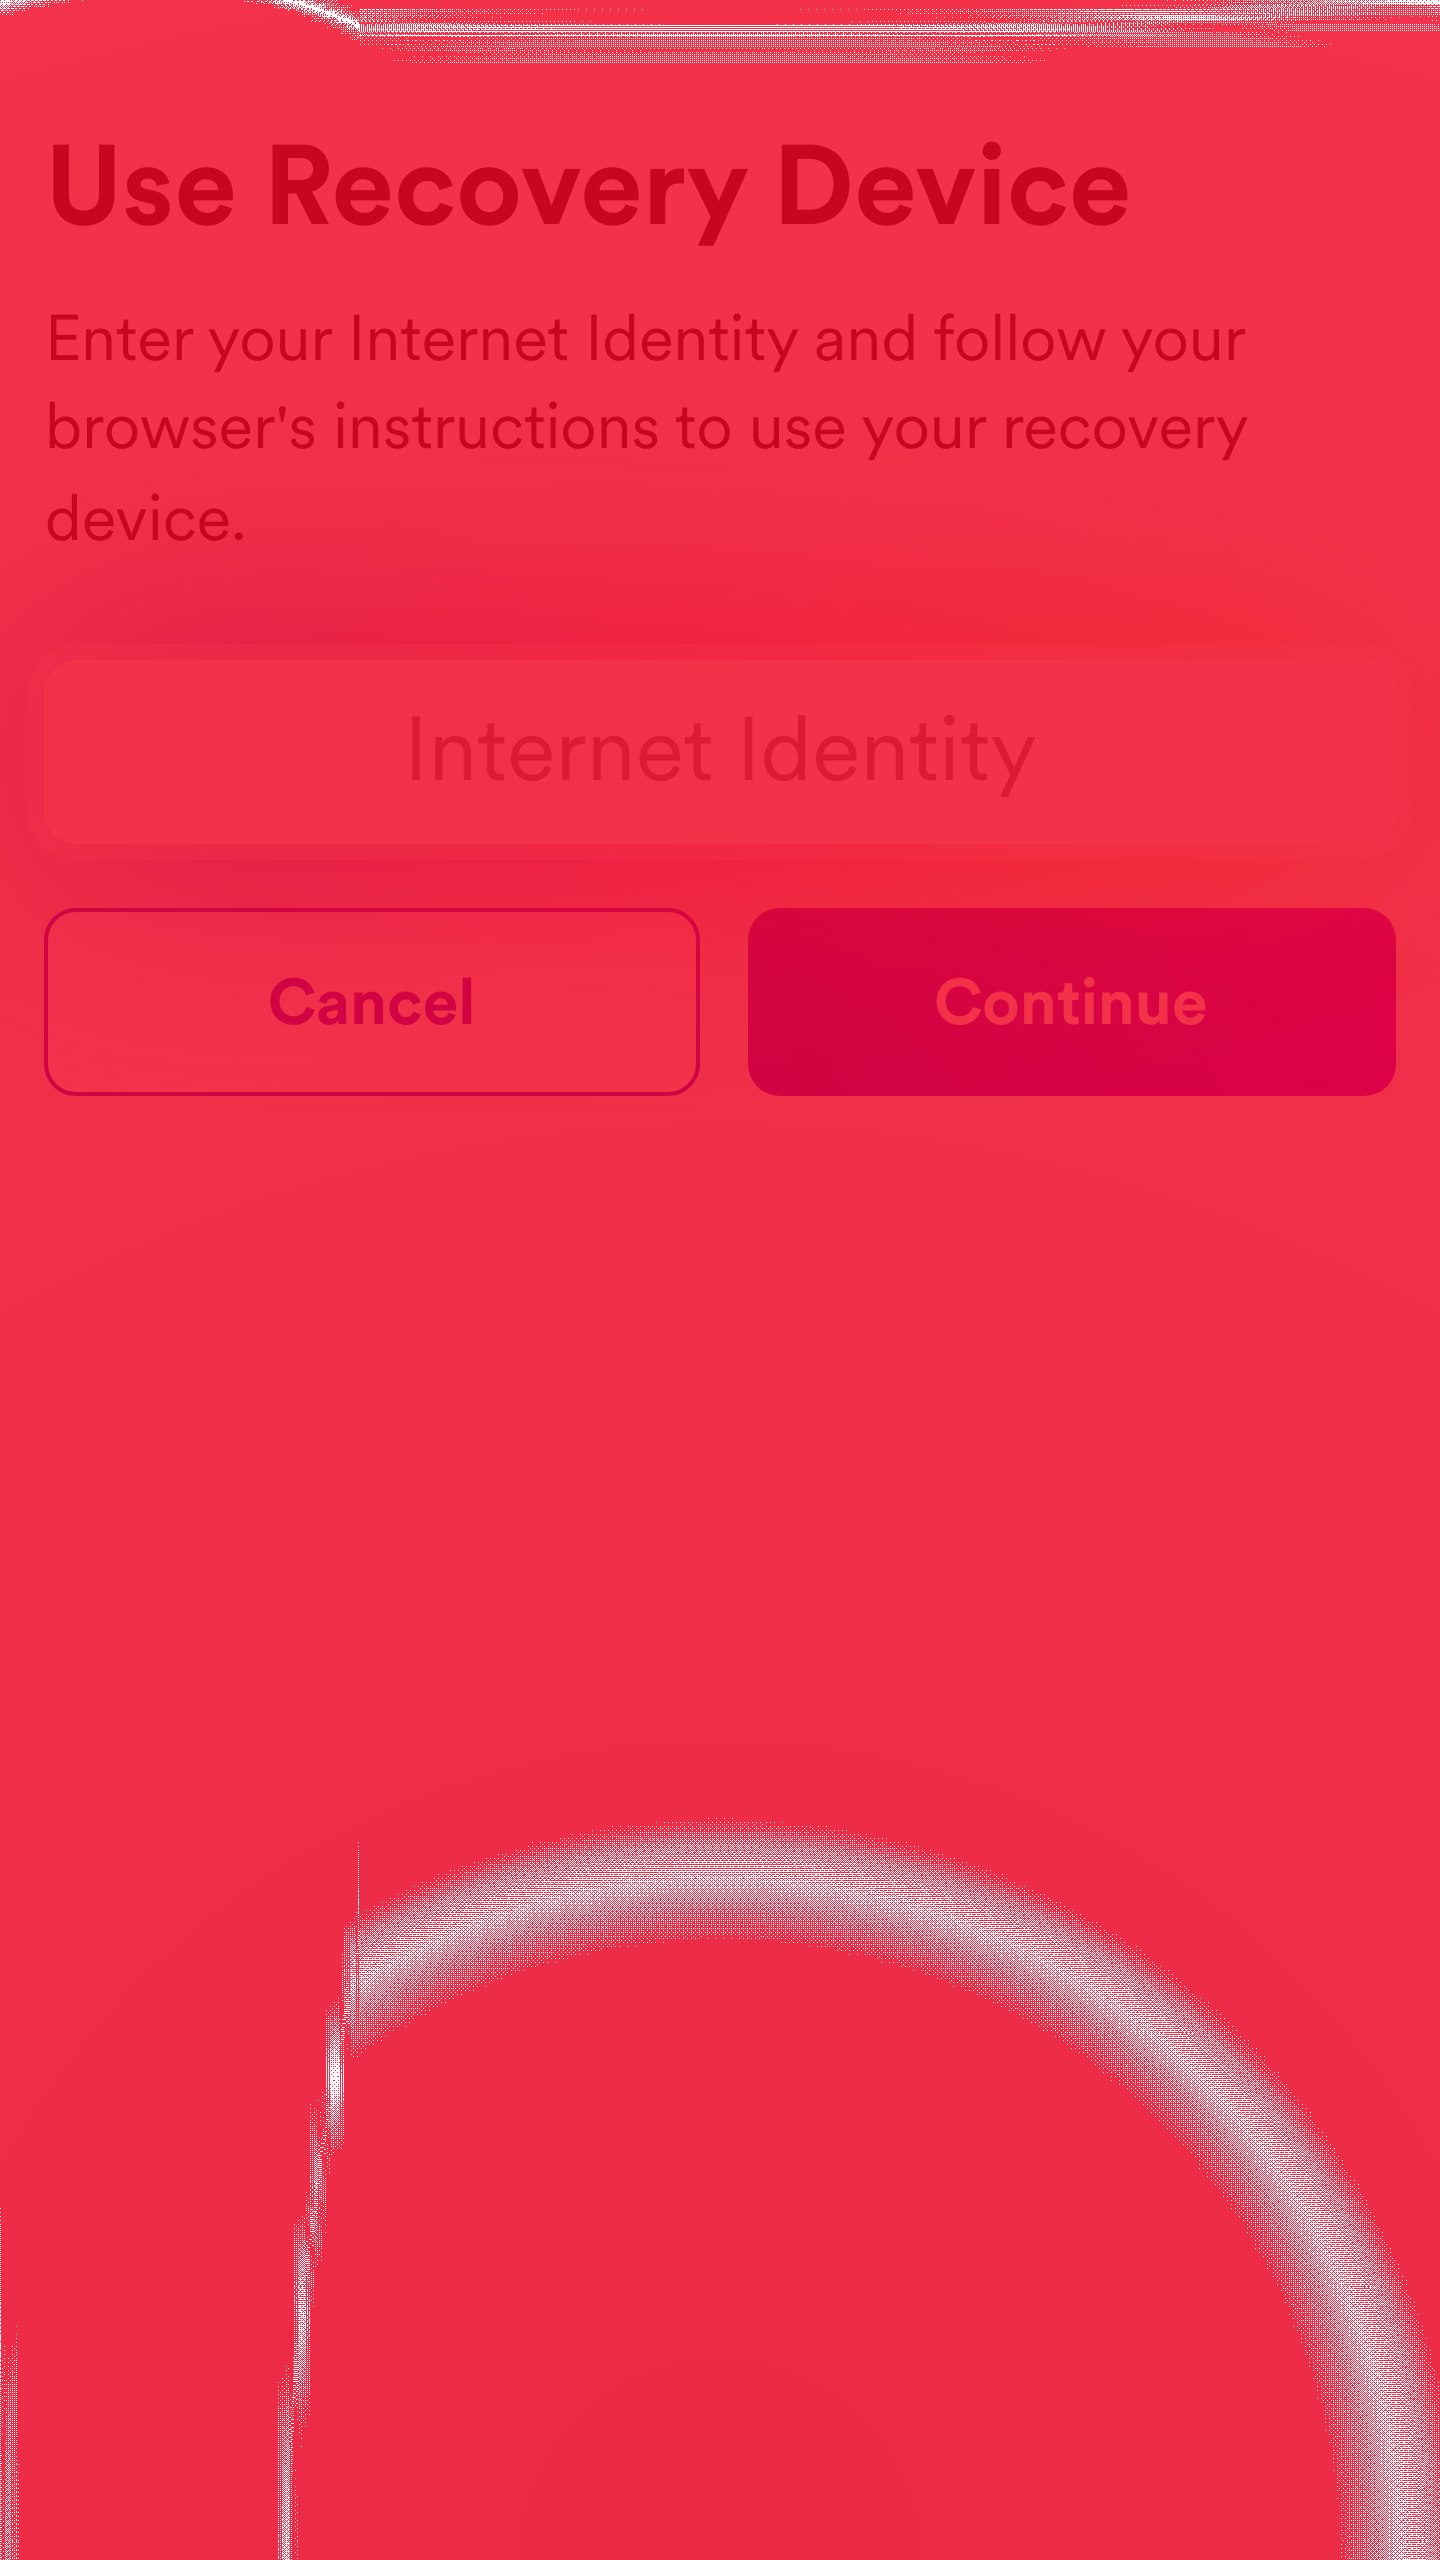 Use Recovery Device
Enter your Internet Identity and follow your
browser's instructions to use your recovery
device.
Internet Identity
Cancel
Continue